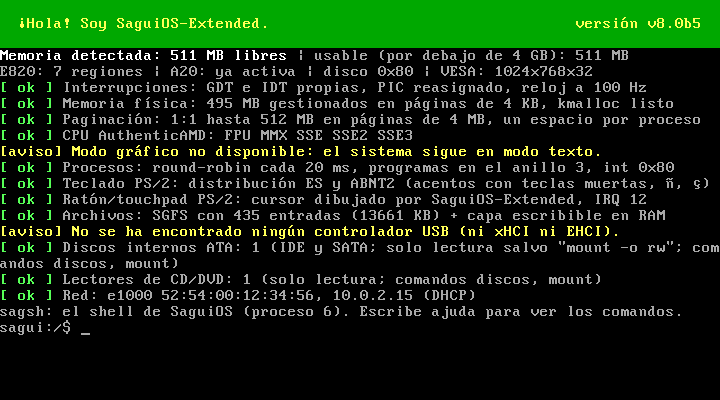 ¡Hola! Soy SaguiOS-Extended. versión v8.0b5
Memoria detectada: 511 MB libres | usable (por debajo de 4 GB): 511 MB
E820: 7 regiones | A20: ya activa | disco 0x80 | VESA: 1024x768x32
[ ok ] Interrupciones: GDT e IDT propias, PIC reasignado, reloj a 100 Hz
[ ok ] Memoria física: 495 MB gestionados en páginas de 4 KB, kmalloc listo
[ ok ] Paginación: 1:1 hasta 512 MB en páginas de 4 MB, un espacio por proceso
[ ok ] CPU AuthenticAMD: FPU MMX SSE SSE2 SSE3
[aviso] Modo gráfico no disponible: el sistema sigue en modo texto.
[ ok ] Procesos: round-robin cada 20 ms, programas en el anillo 3, int 0x80
[ ok ] Teclado PS/2: distribución ES y ABNT2 (acentos con teclas muertas, ñ, ç)
[ ok ] Ratón/touchpad PS/2: cursor dibujado por SaguiOS-Extended, IRQ 12
[ ok ] Archivos: SGFS con 435 entradas (13661 KB) + capa escribible en RAM
[aviso] No se ha encontrado ningún controlador USB (ni xHCI ni EHCI).
[ ok ] Discos internos ATA: 1 (IDE y SATA; solo lectura salvo "mount -o rw"; com
andos discos, mount)
[ ok ] Lectores de CD/DVD: 1 (solo lectura; comandos discos, mount)
[ ok ] Red: e1000 52:54:00:12:34:56, 10.0.2.15 (DHCP)
sagsh: el shell de SaguiOS (proceso 6). Escribe ayuda para ver los comandos.
sagui:/$ _